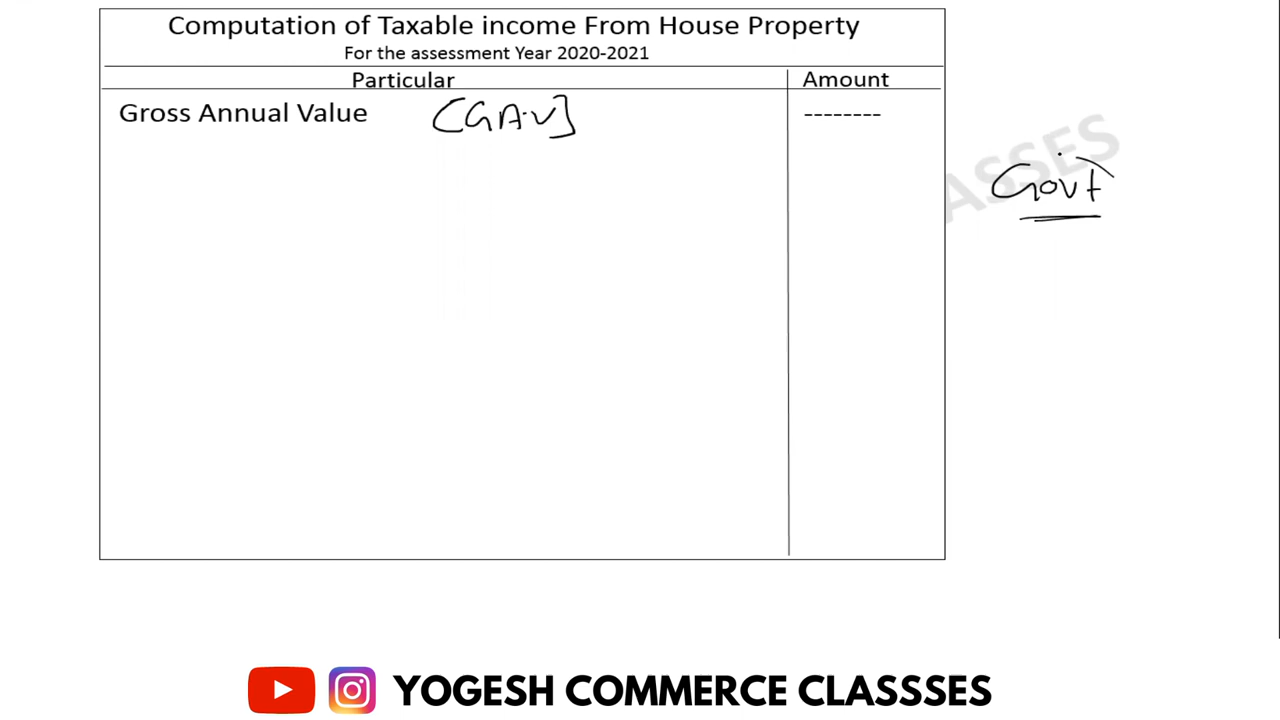 Computation of Taxable income From House Property
For the assessment Year 2020-2021
Particular Amount
Gross Annual Value [G.A.V] --------
ASSES
Govt
YOGESH COMMERCE CLASSSES